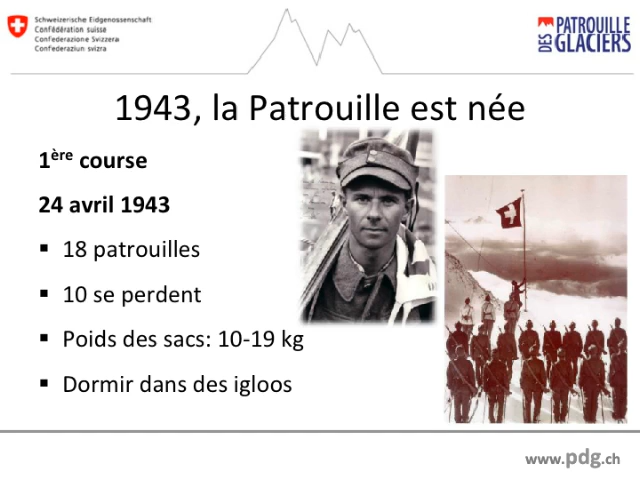 Schweizerische Eidgenossenschaft
Confédération suisse
Confederazione Svizzera
Confederaziun svizra
PATROUILLE
DES GLACIERS
1943, la Patrouille est née
1ère course
24 avril 1943
▪ 18 patrouilles
▪ 10 se perdent
▪ Poids des sacs: 10-19 kg
▪ Dormir dans des igloos
www.pdg.ch